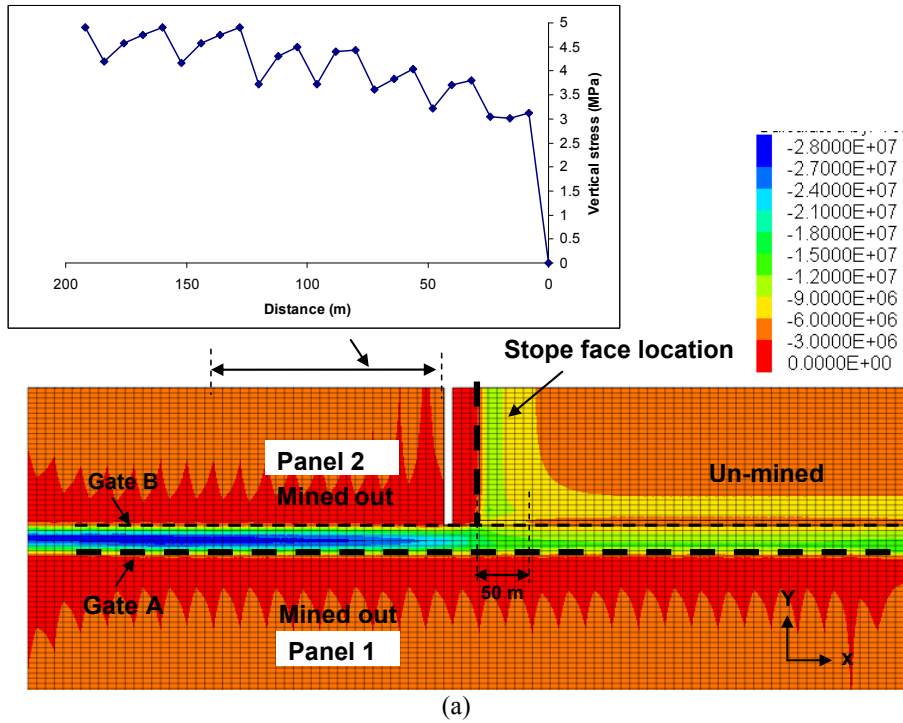 5
4.5
4
3.5
3
2.5
2
1.5
1
0.5
0
Vertical stress (MPa)
200 150 100 50 0
Distance (m)
-2.8000E+07
-2.7000E+07
-2.4000E+07
-2.1000E+07
-1.8000E+07
-1.5000E+07
-1.2000E+07
-9.0000E+06
-6.0000E+06
-3.0000E+06
0.0000E+00
Stope face location
Panel 2
Mined out
Gate B
Un-mined
Gate A
50 m
Mined out
Panel 1
Y
x
(a)